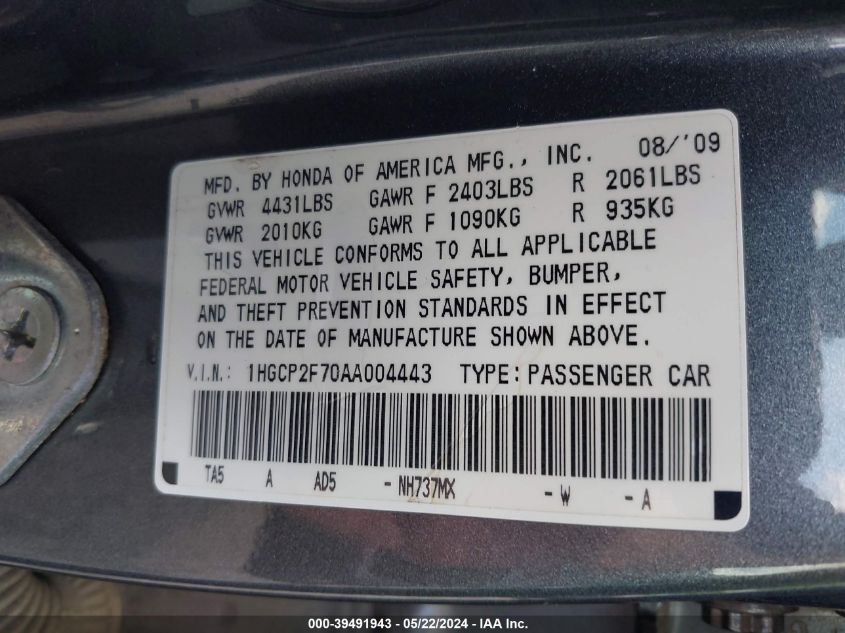 MFD. BY HONDA OF AMERICA MFG., INC. 08/'09
GVWR 4431LBS GAWR F 2403LBS R 2061LBS
GVWR 2010KG GAWR F 1090KG R 935KG
THIS VEHICLE CONFORMS TO ALL APPLICABLE
FEDERAL MOTOR VEHICLE SAFETY, BUMPER,
AND THEFT PREVENTION STANDARDS IN EFFECT
ON THE DATE OF MANUFACTURE SHOWN ABOVE.
V.I.N.: 1HGCP2F70AA004443 TYPE:PASSENGER CAR
TA5 A AD5 -NH737MX -W -A
000-39491943 / 05/22/2024 / IAA Inc.